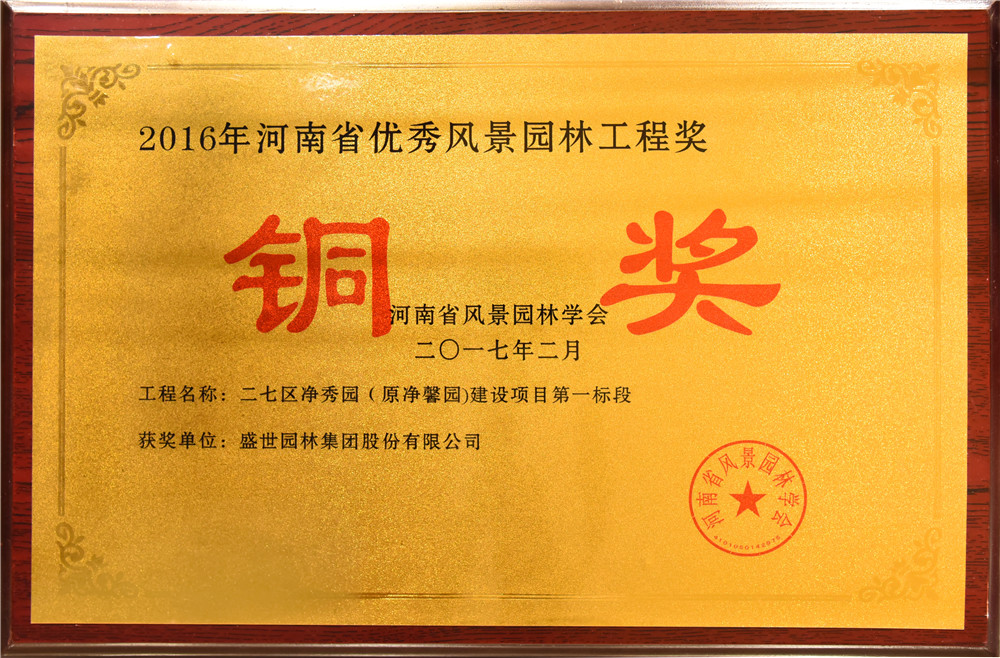 2016年河南省优秀风景园林工程奖
铜奖
河南省风景园林学会
二〇一七年二月
工程名称：二七区净秀园（原净馨园)建设项目第一标段
获奖单位：盛世园林集团股份有限公司
河南省风景园林学会